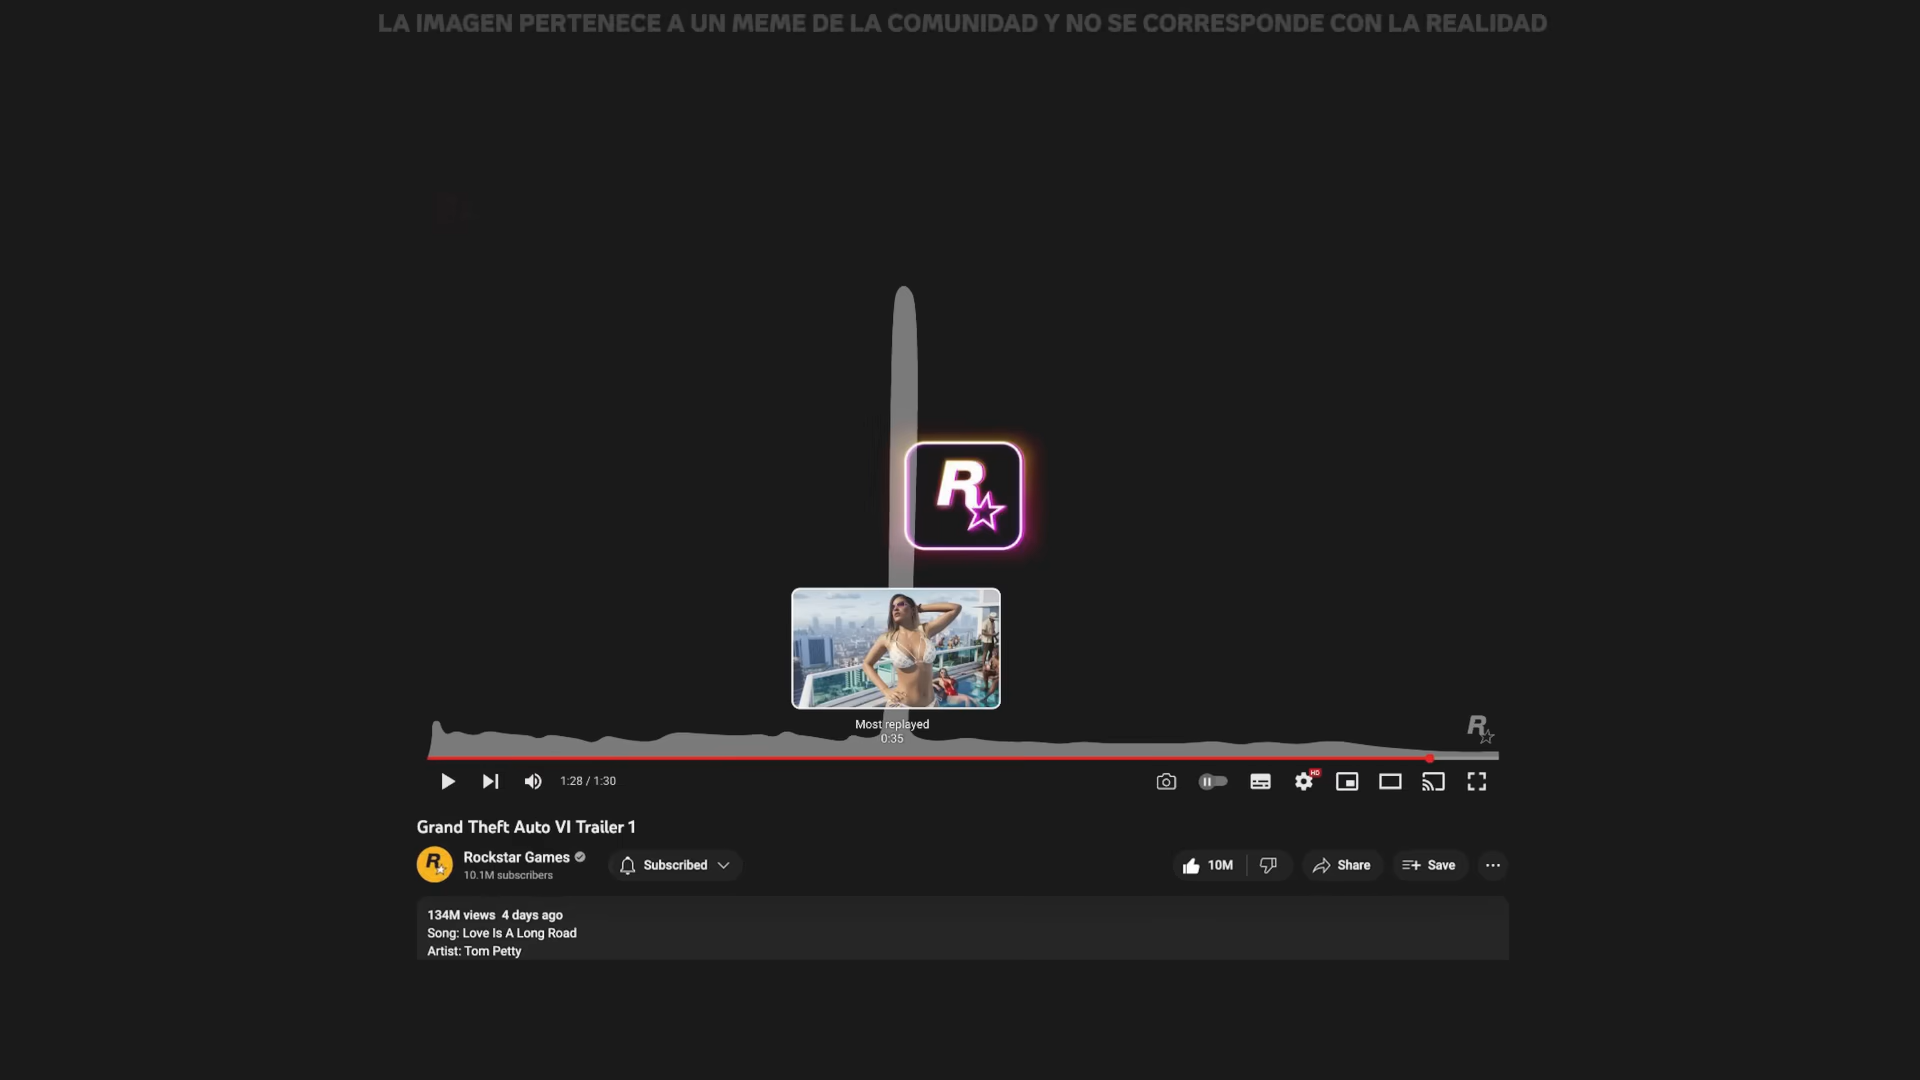 LA IMAGEN PERTENECE A UN MEME DE LA COMUNIDAD Y NO SE CORRESPONDE CON LA REALIDAD
R
Most replayed
0:35
R
1:28 / 1:30
HD
Grand Theft Auto VI Trailer 1
R
Rockstar Games
10.1M subscribers
Subscribed
10M
Share
Save
134M views 4 days ago
Song: Love Is A Long Road
Artist: Tom Petty